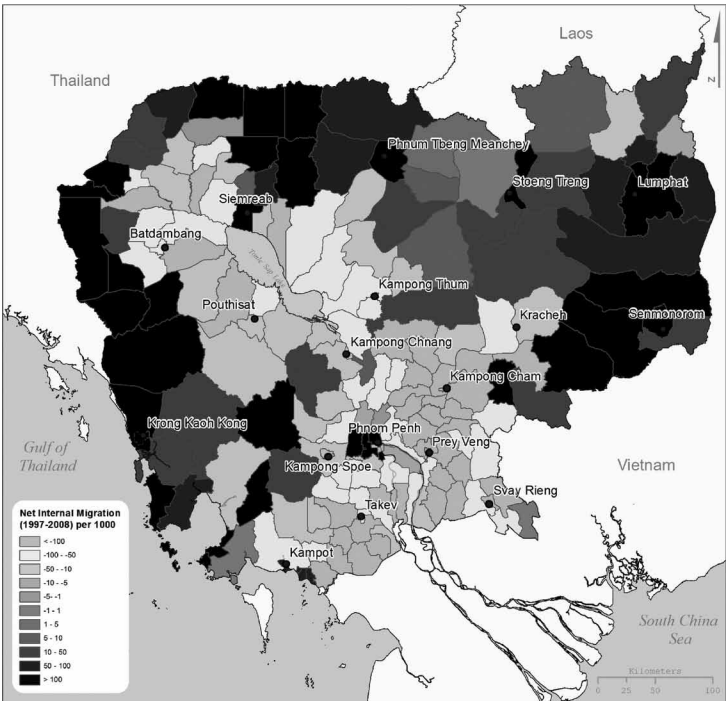 Laos
Thailand
N
Phnum Tbeng Meanchey
Stoeng Treng
Lumphat
Siemreab
Batdambang
Tonle Sap Lake
Kampong Thum
Pouthisat
Kracheh
Senmonorom
Kampong Chnang
Kampong Cham
Krong Kaoh Kong
Phnom Penh
Prey Veng
Gulf of
Thailand
Kampong Spoe
Vietnam
Svay Rieng
Takev
Kampot
Net Internal Migration
(1997-2008) per 1000
< -100
-100 - -50
-50 - -10
-10 - -5
-5 - -1
-1 - 1
1 - 5
5 - 10
10 - 50
50 - 100
> 100
South China
Sea
Kilometers
0 25 50 100